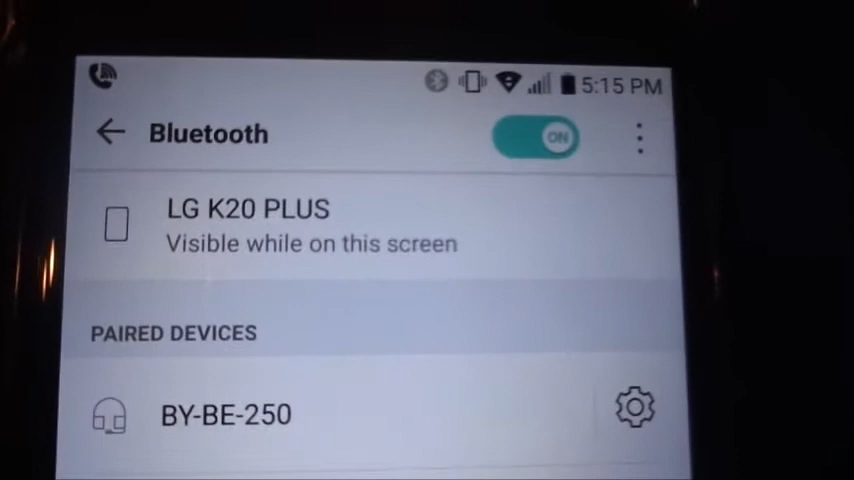 5:15 PM
Bluetooth
ON
LG K20 PLUS
Visible while on this screen
PAIRED DEVICES
BY-BE-250